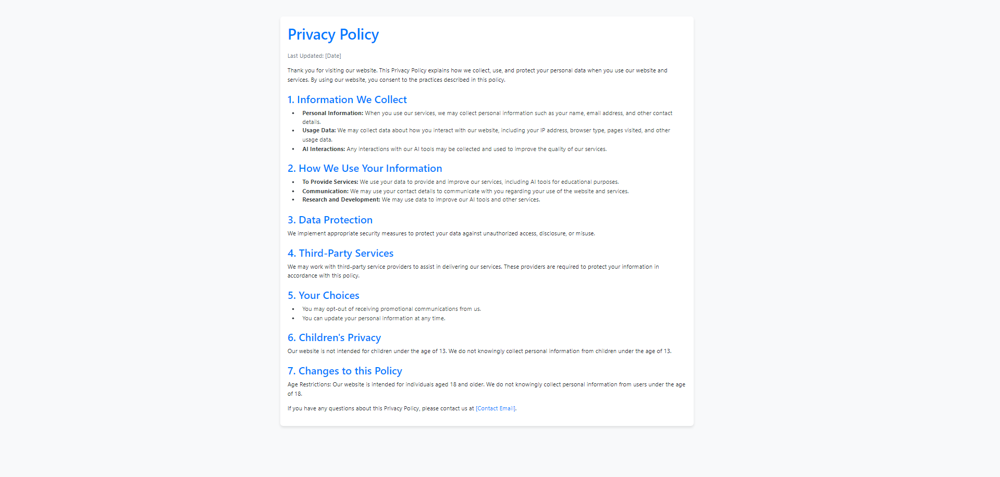 Privacy Policy
Last Updated: [Date]
Thank you for visiting our website. This Privacy Policy explains how we collect, use, and protect your personal data when you use our website and
services. By using our website, you consent to the practices described in this policy.
1. Information We Collect
• Personal Information: When you use our services, we may collect personal information such as your name, email address, and other contact
details.
• Usage Data: We may collect data about how you interact with our website, including your IP address, browser type, pages visited, and other
usage data.
• AI Interactions: Any interactions with our AI tools may be collected and used to improve the quality of our services.
2. How We Use Your Information
• To Provide Services: We use your data to provide and improve our services, including AI tools for educational purposes.
• Communication: We may use your contact details to communicate with you regarding your use of the website and services.
• Research and Development: We may use data to improve our AI tools and other services.
3. Data Protection
We implement appropriate security measures to protect your data against unauthorized access, disclosure, or misuse.
4. Third-Party Services
We may work with third-party service providers to assist in delivering our services. These providers are required to protect your information in
accordance with this policy.
5. Your Choices
• You may opt-out of receiving promotional communications from us.
• You can update your personal information at any time.
6. Children's Privacy
Our website is not intended for children under the age of 13. We do not knowingly collect personal information from children under the age of 13.
7. Changes to this Policy
Age Restrictions: Our website is intended for individuals aged 18 and older. We do not knowingly collect personal information from users under the age
of 18.
If you have any questions about this Privacy Policy, please contact us at [Contact Email].